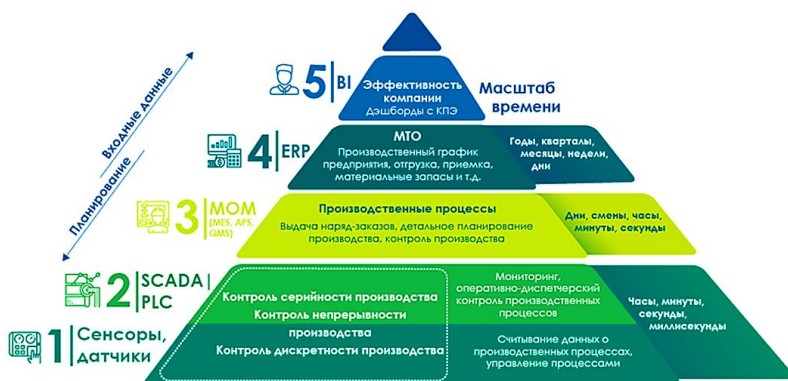 5 BI
Эффективность
компании
Дэшборды с КПЭ
Масштаб
времени
Входные данные
Планирование
4 ERP
МТО
Производственный график
предприятия, отгрузка, приемка,
материальные запасы и т.д.
Годы, кварталы,
месяцы, недели,
дни
3 MOM
(MES, APS,
QMS)
Производственные процессы
Выдача наряд-заказов, детальное планирование
производства, контроль производства
Дни, смены, часы,
минуты, секунды
2 SCADA |
PLC
Контроль серийности производства
Контроль непрерывности
производства
Контроль дискретности производства
Мониторинг,
оперативно-диспетчерский
контроль производственных
процессов
Часы, минуты,
секунды,
миллисекунды
1 Сенсоры,
датчики
Считывание данных о
производственных процессах,
управление процессами